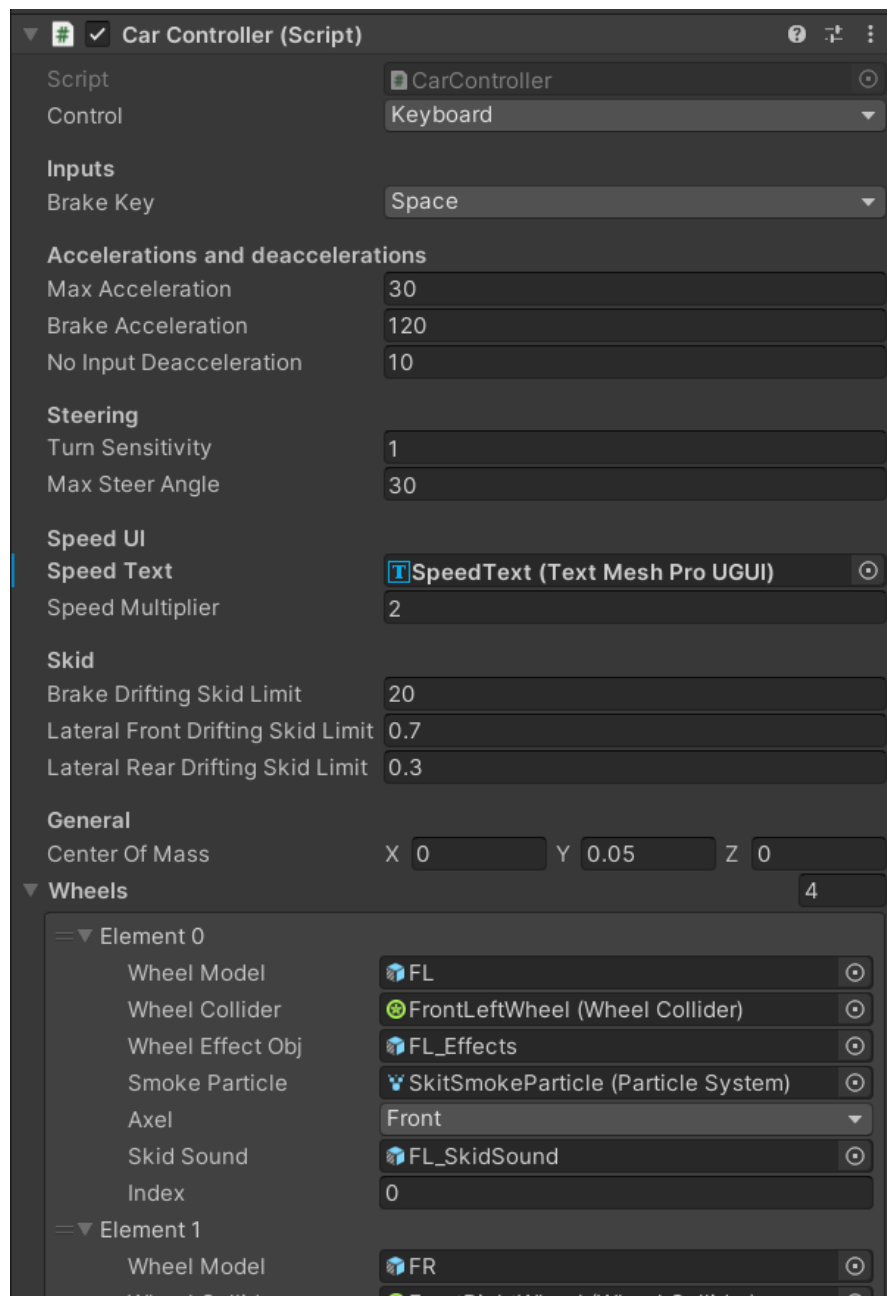 Car Controller (Script)
Script CarController
Control Keyboard
Inputs
Brake Key Space
Accelerations and deaccelerations
Max Acceleration 30
Brake Acceleration 120
No Input Deacceleration 10
Steering
Turn Sensitivity 1
Max Steer Angle 30
Speed UI
Speed Text SpeedText (Text Mesh Pro UGUI)
Speed Multiplier 2
Skid
Brake Drifting Skid Limit 20
Lateral Front Drifting Skid Limit 0.7
Lateral Rear Drifting Skid Limit 0.3
General
Center Of Mass X 0 Y 0.05 Z 0
Wheels 4
Element 0
Wheel Model FL
Wheel Collider FrontLeftWheel (Wheel Collider)
Wheel Effect Obj FL_Effects
Smoke Particle SkitSmokeParticle (Particle System)
Axel Front
Skid Sound FL_SkidSound
Index 0
Element 1
Wheel Model FR